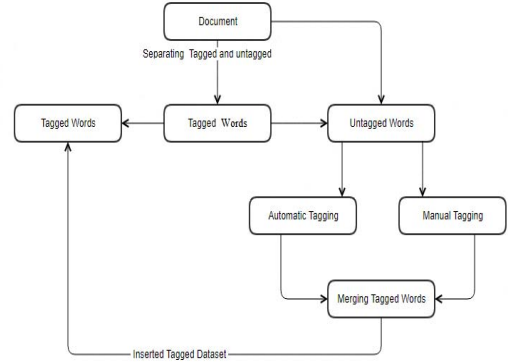 Document
Separating Tagged and untagged
Tagged Words
Tagged Words
Untagged Words
Automatic Tagging
Manual Tagging
Merging Tagged Words
Inserted Tagged Dataset